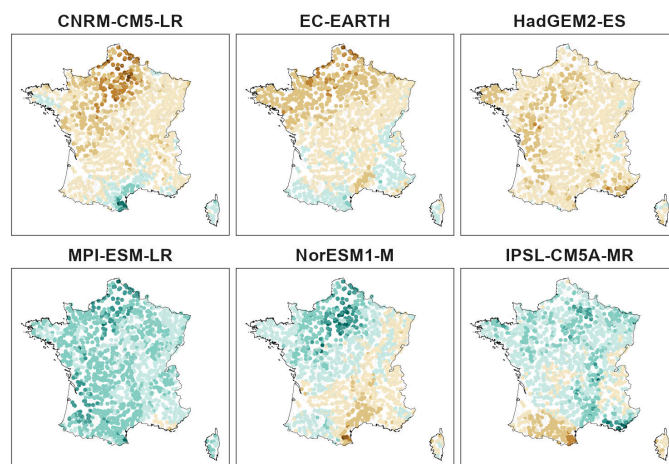 CNRM-CM5-LR
EC-EARTH
HadGEM2-ES
MPI-ESM-LR
NorESM1-M
IPSL-CM5A-MR